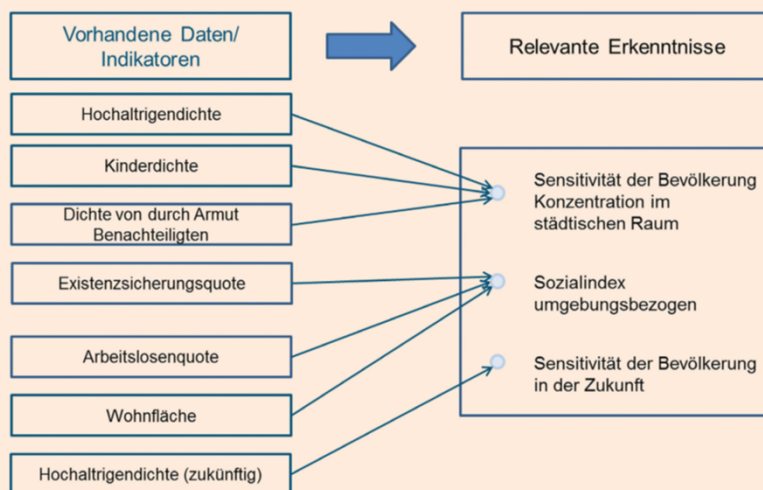 Vorhandene Daten/
Indikatoren
Relevante Erkenntnisse
Hochaltrigendichte
Kinderdichte
Dichte von durch Armut
Benachteiligten
Existenzsicherungsquote
Arbeitslosenquote
Wohnfläche
Hochaltrigendichte (zukünftig)
Sensitivität der Bevölkerung
Konzentration im
städtischen Raum
Sozialindex
umgebungsbezogen
Sensitivität der Bevölkerung
in der Zukunft